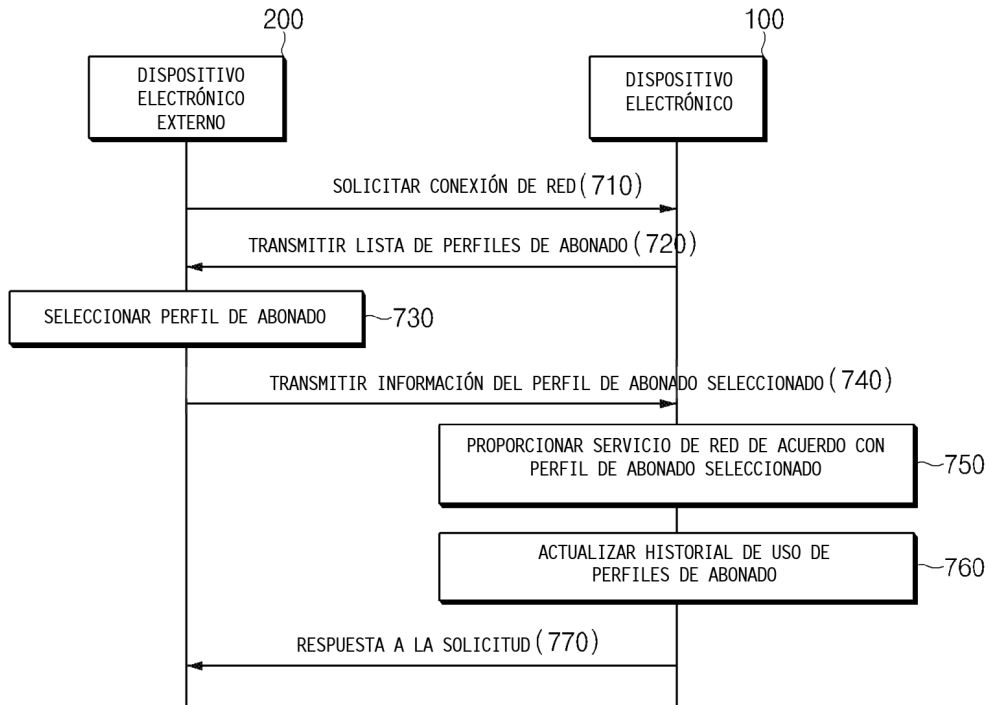 200
100
DISPOSITIVO
ELECTRÓNICO
EXTERNO
DISPOSITIVO
ELECTRÓNICO
SOLICITAR CONEXIÓN DE RED(710)
TRANSMITIR LISTA DE PERFILES DE ABONADO(720)
SELECCIONAR PERFIL DE ABONADO
730
TRANSMITIR INFORMACIÓN DEL PERFIL DE ABONADO SELECCIONADO(740)
PROPORCIONAR SERVICIO DE RED DE ACUERDO CON
PERFIL DE ABONADO SELECCIONADO
750
ACTUALIZAR HISTORIAL DE USO DE
PERFILES DE ABONADO
760
RESPUESTA A LA SOLICITUD(770)